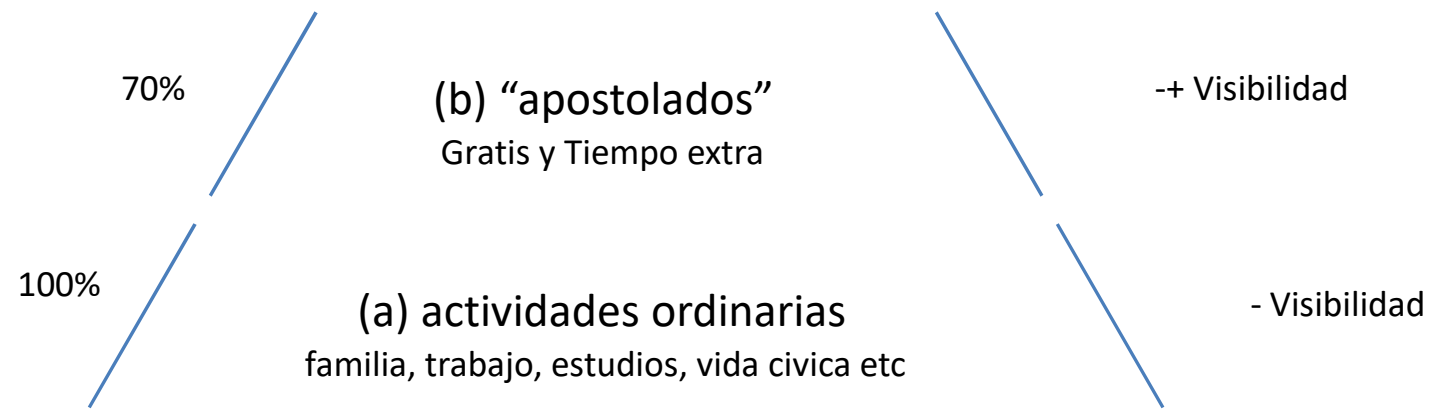 70%
(b) “apostolados”
-+ Visibilidad
Gratis y Tiempo extra
100%
(a) actividades ordinarias
- Visibilidad
familia, trabajo, estudios, vida civica etc